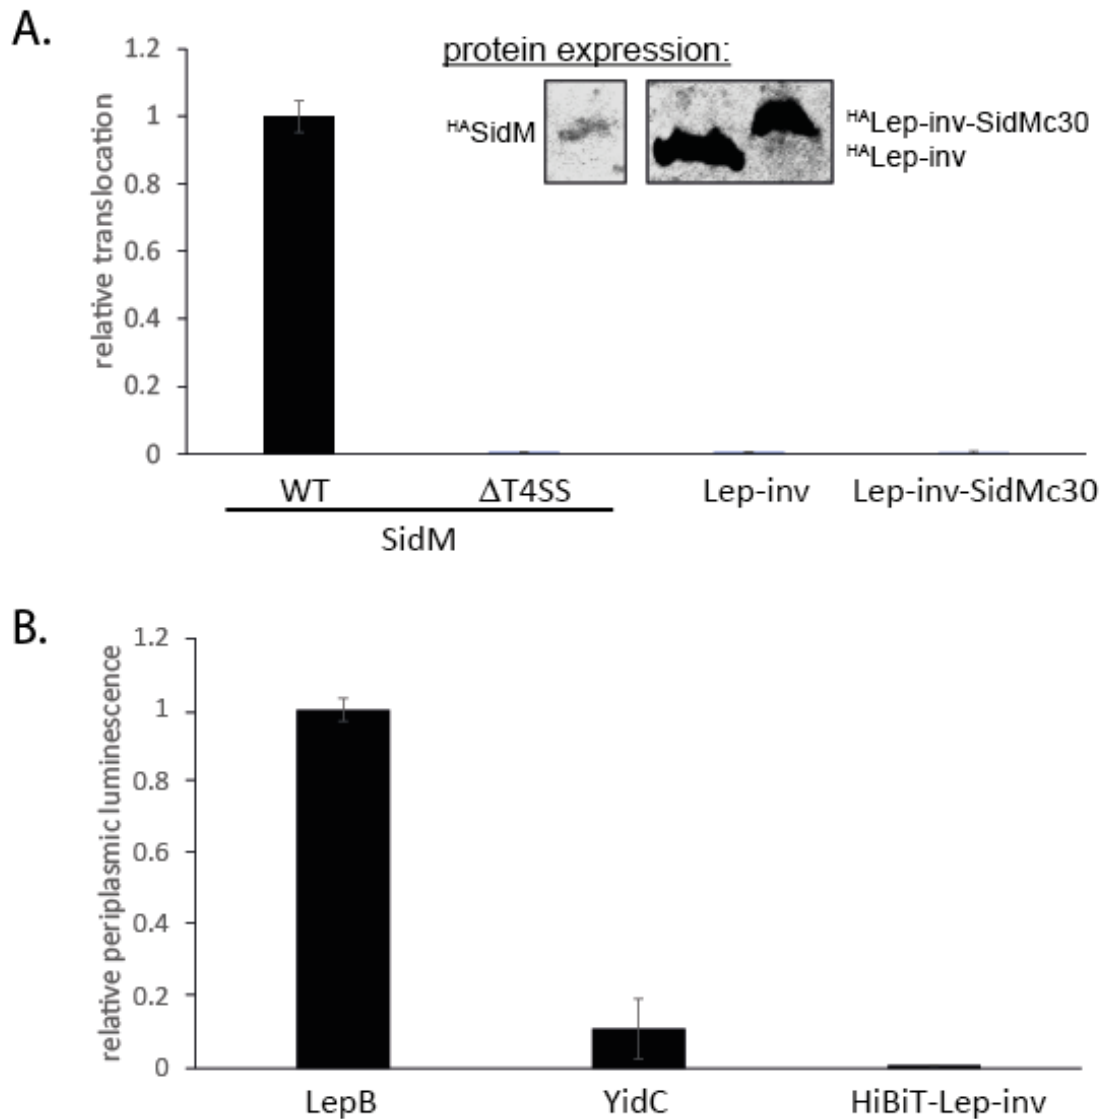 A.
protein expression:
HASidM
HALep-inv-SidMc30
HALep-inv
relative translocation
1.2
1
0.8
0.6
0.4
0.2
0
WT ΔT4SS Lep-inv Lep-inv-SidMc30
SidM
B.
relative periplasmic luminescence
1.2
1
0.8
0.6
0.4
0.2
0
LepB YidC HiBiT-Lep-inv